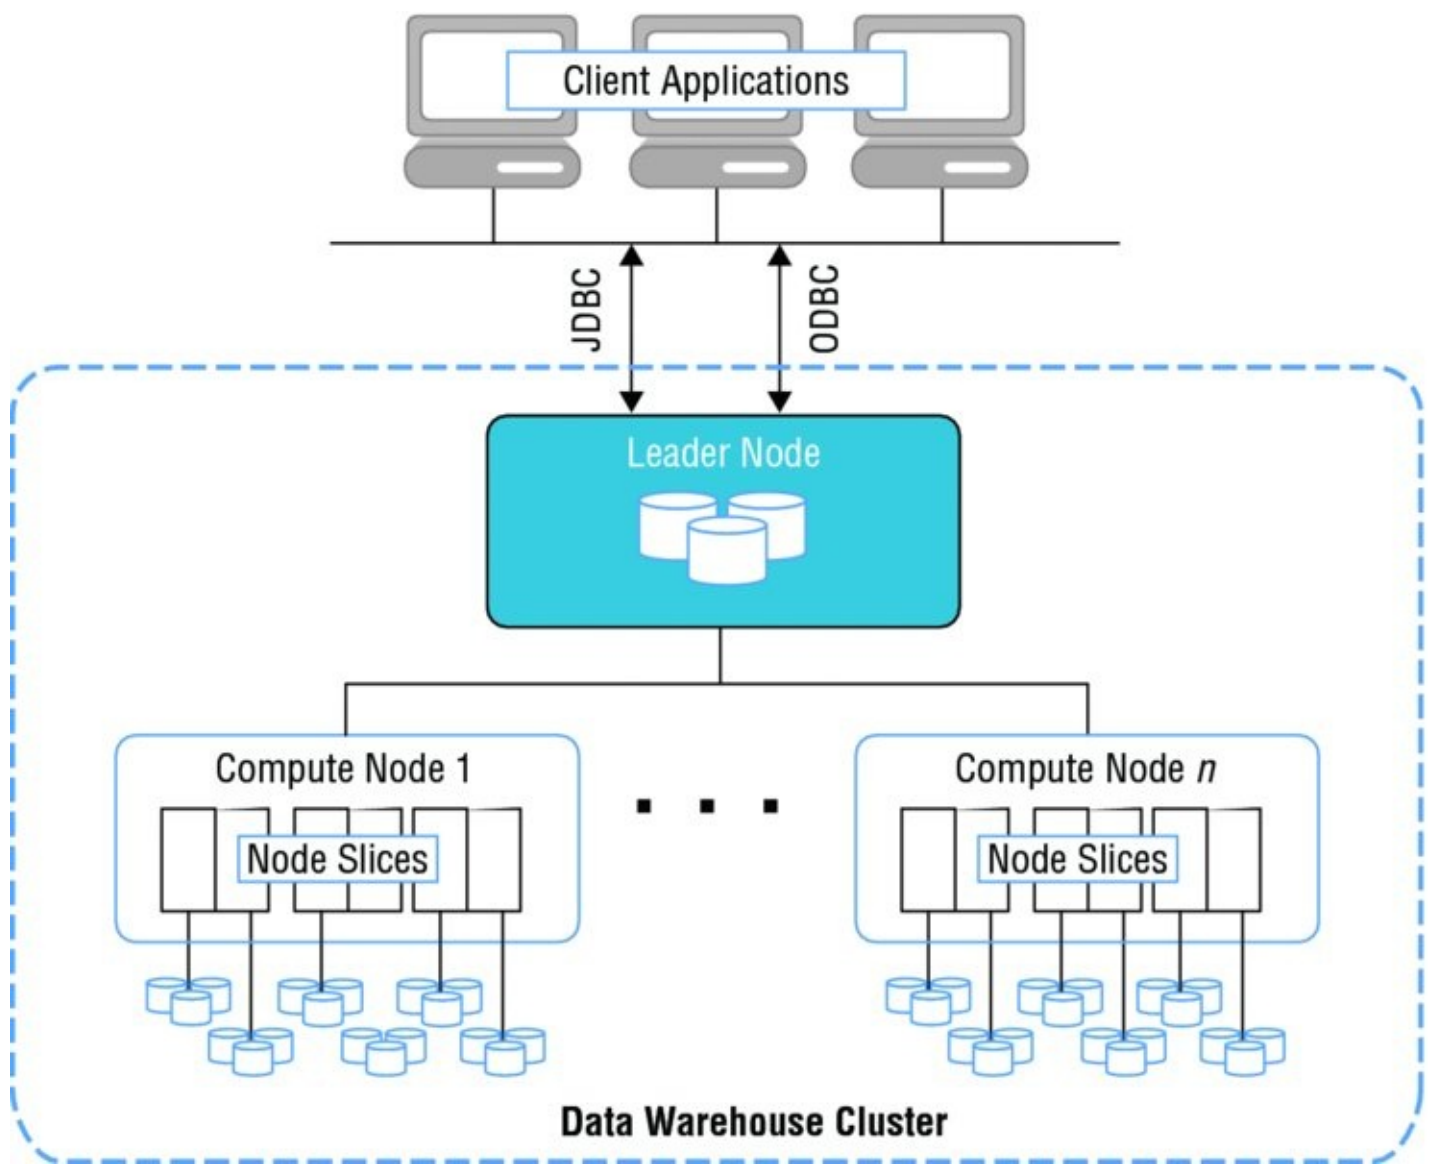 Client Applications
JDBC
ODBC
Leader Node
Compute Node 1
Compute Node n
Node Slices
Node Slices
Data Warehouse Cluster